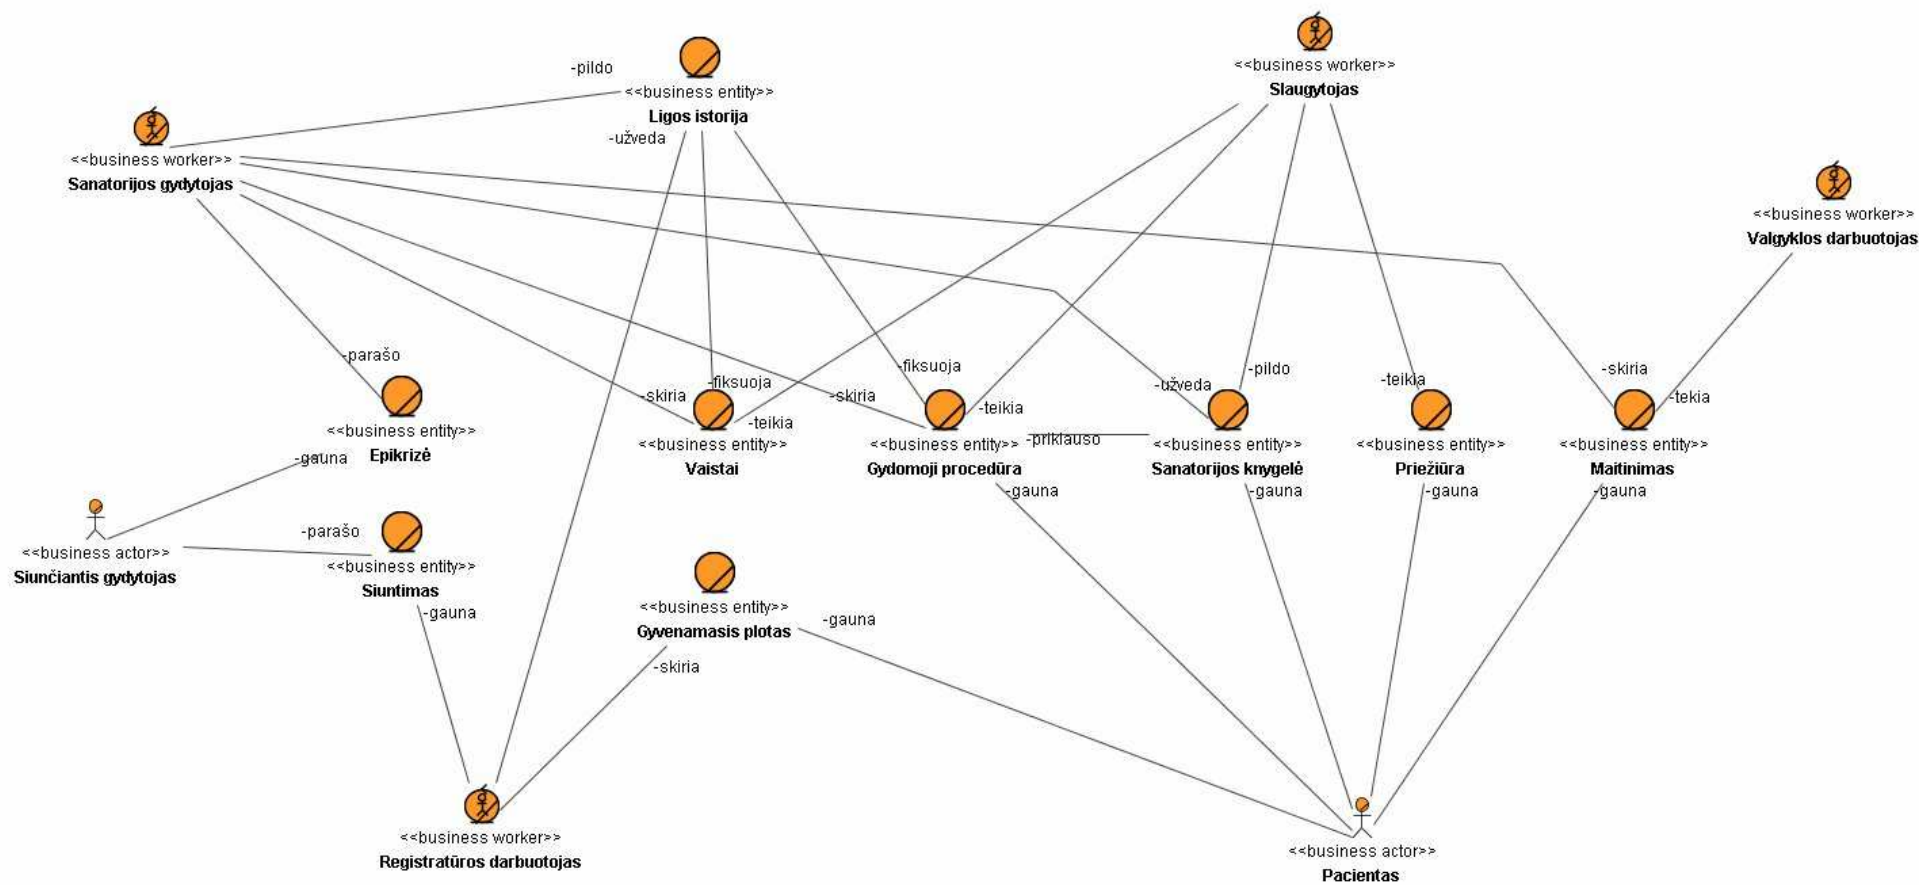 <<business worker>>
Slaugytojas
-pildo
<<business entity>>
Ligos istorija
-užveda
<<business worker>>
Sanatorijos gydytojas
<<business worker>>
Valgyklos darbuotojas
-parašo
-skiria
-fiksuoja
-teikia
-skiria
-fiksuoja
-teikia
-užveda
-pildo
-teikia
-skiria
-tekia
<<business entity>>
Epikrizė
-gauna
<<business entity>>
Vaistai
<<business entity>>
Gydomoji procedūra
-gauna
-priklauso
<<business entity>>
Sanatorijos knygelė
-gauna
<<business entity>>
Priežiūra
-gauna
<<business entity>>
Maitinimas
-gauna
<<business actor>>
Siunčiantis gydytojas
-parašo
<<business entity>>
Siuntimas
-gauna
<<business entity>>
Gyvenamasis plotas
-gauna
-skiria
<<business worker>>
Registratūros darbuotojas
<<business actor>>
Pacientas